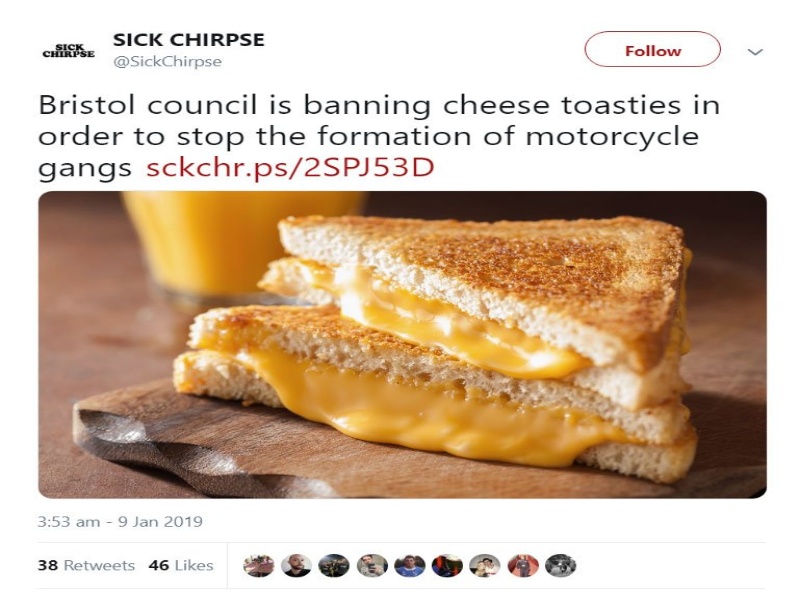 SICK CHIRPSE
SICK CHIRPSE
@SickChirpse
Follow
Bristol council is banning cheese toasties in
order to stop the formation of motorcycle
gangs sckchr.ps/2SPJ53D
3:53 am - 9 Jan 2019
38 Retweets 46 Likes